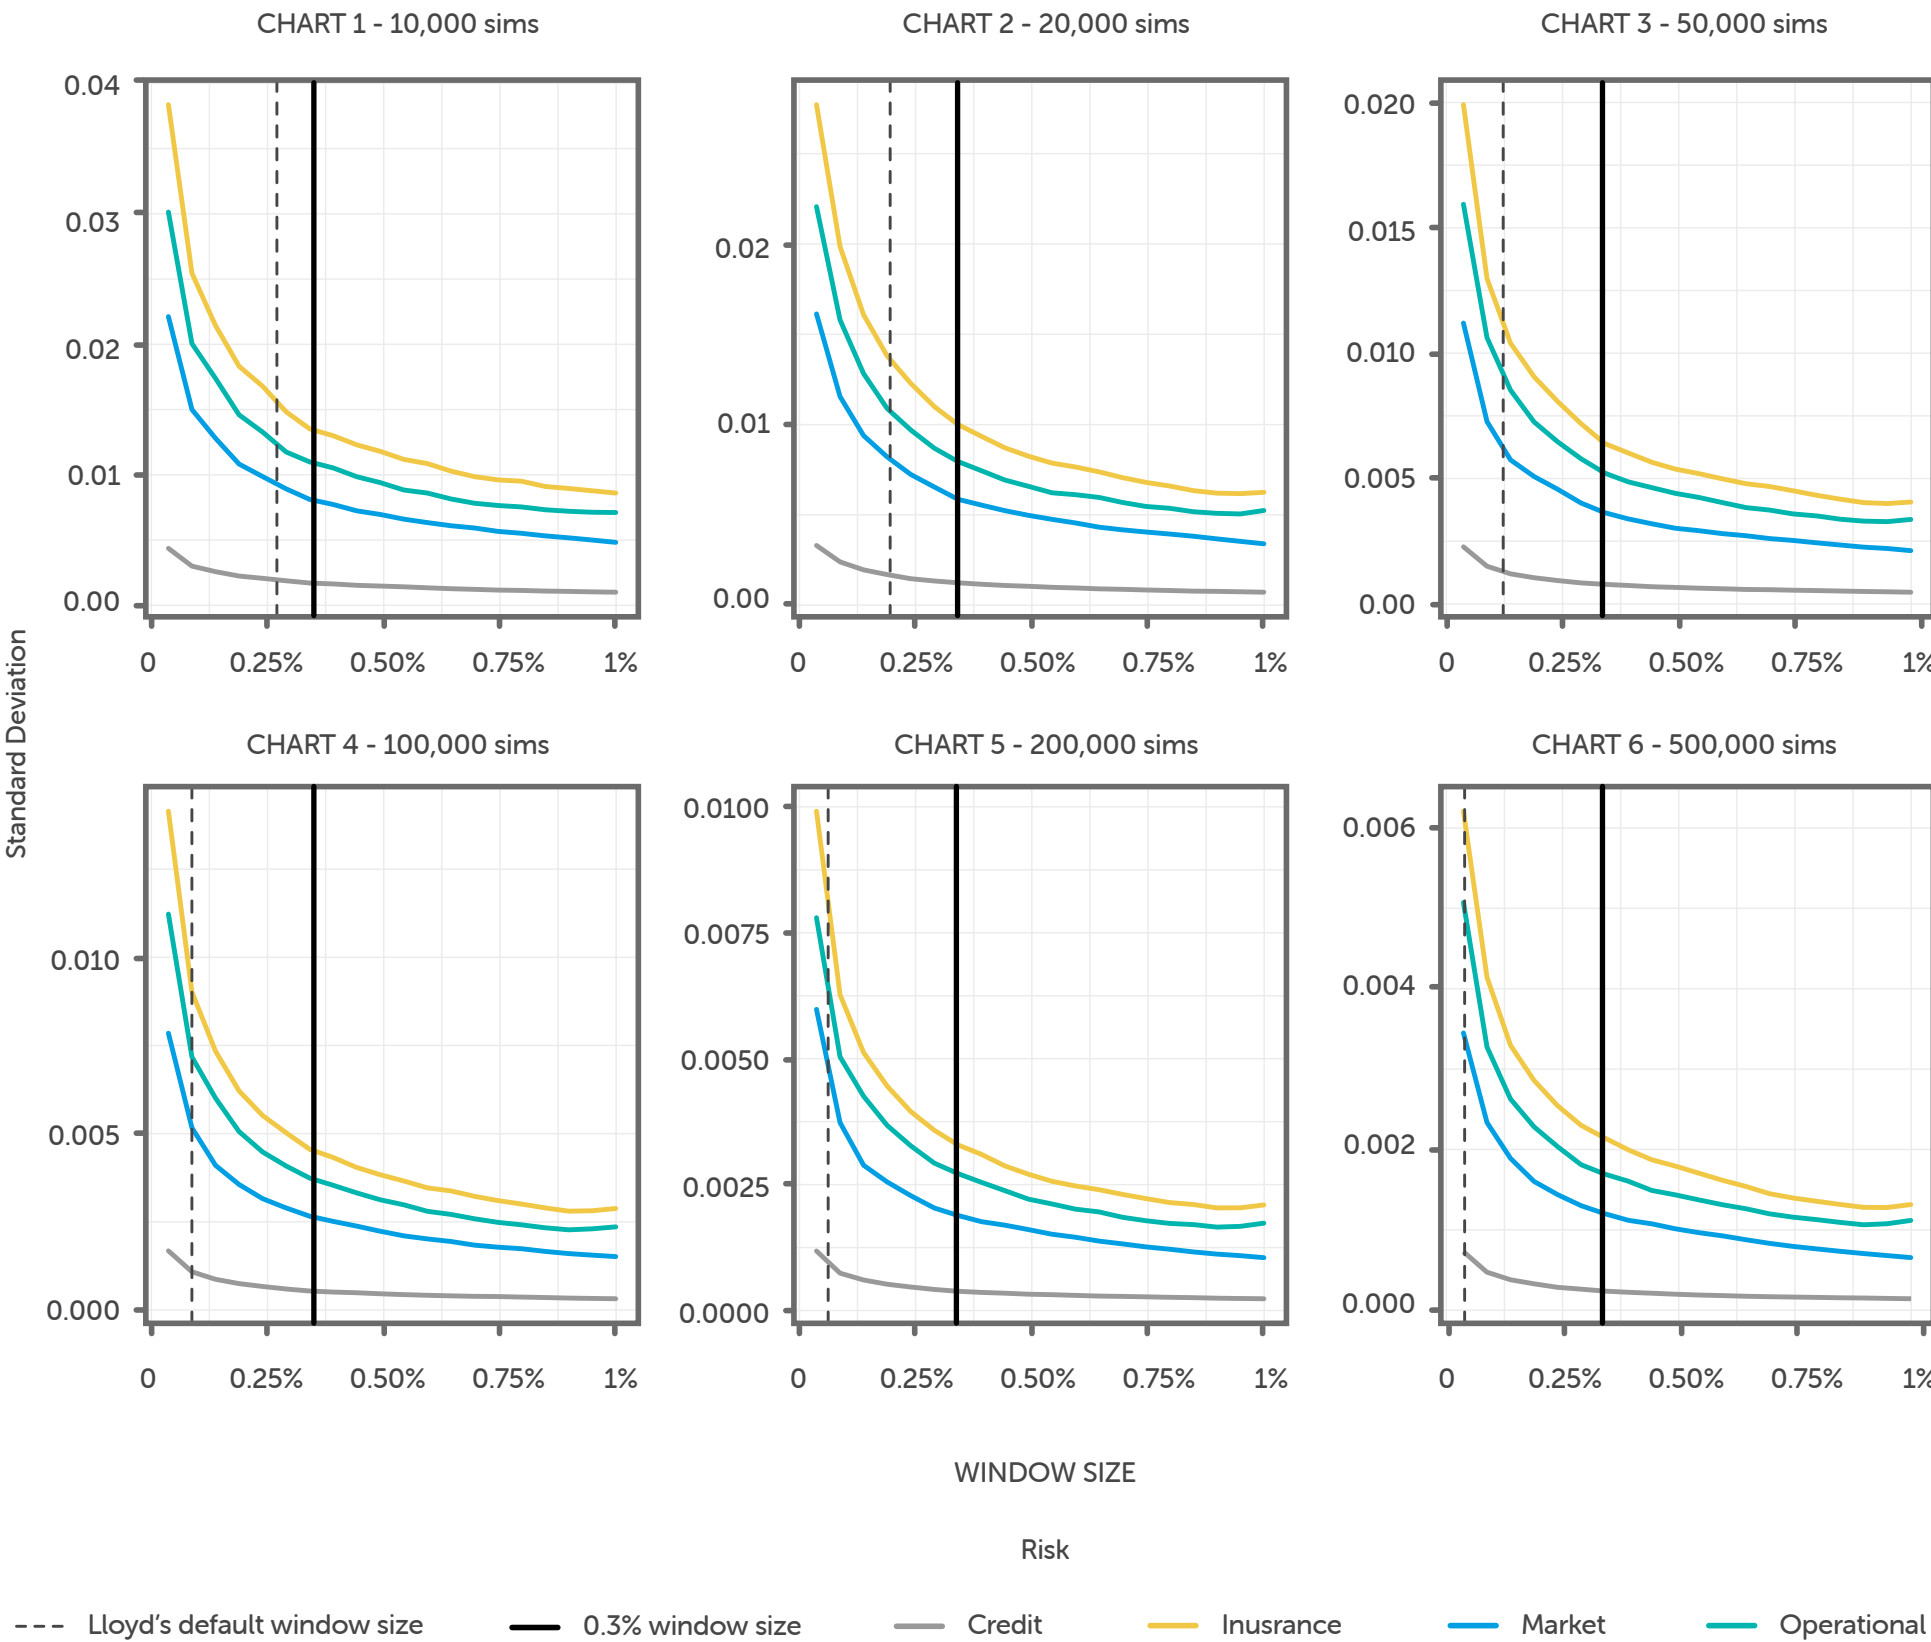 CHART 1 - 10,000 sims
CHART 2 - 20,000 sims
CHART 3 - 50,000 sims
0.04
0.03
0.02
0.01
0.00
0 0.25% 0.50% 0.75% 1%
0.02
0.01
0.00
0 0.25% 0.50% 0.75% 1%
0.020
0.015
0.010
0.005
0.00
0 0.25% 0.50% 0.75% 1%
Standard Deviation
CHART 4 - 100,000 sims
CHART 5 - 200,000 sims
CHART 6 - 500,000 sims
0.010
0.005
0.000
0 0.25% 0.50% 0.75% 1%
0.0100
0.0075
0.0050
0.0025
0.0000
0 0.25% 0.50% 0.75% 1%
0.006
0.004
0.002
0.000
0 0.25% 0.50% 0.75% 1%
WINDOW SIZE
Risk
Lloyd's default window size
0.3% window size
Credit
Inusrance
Market
Operational